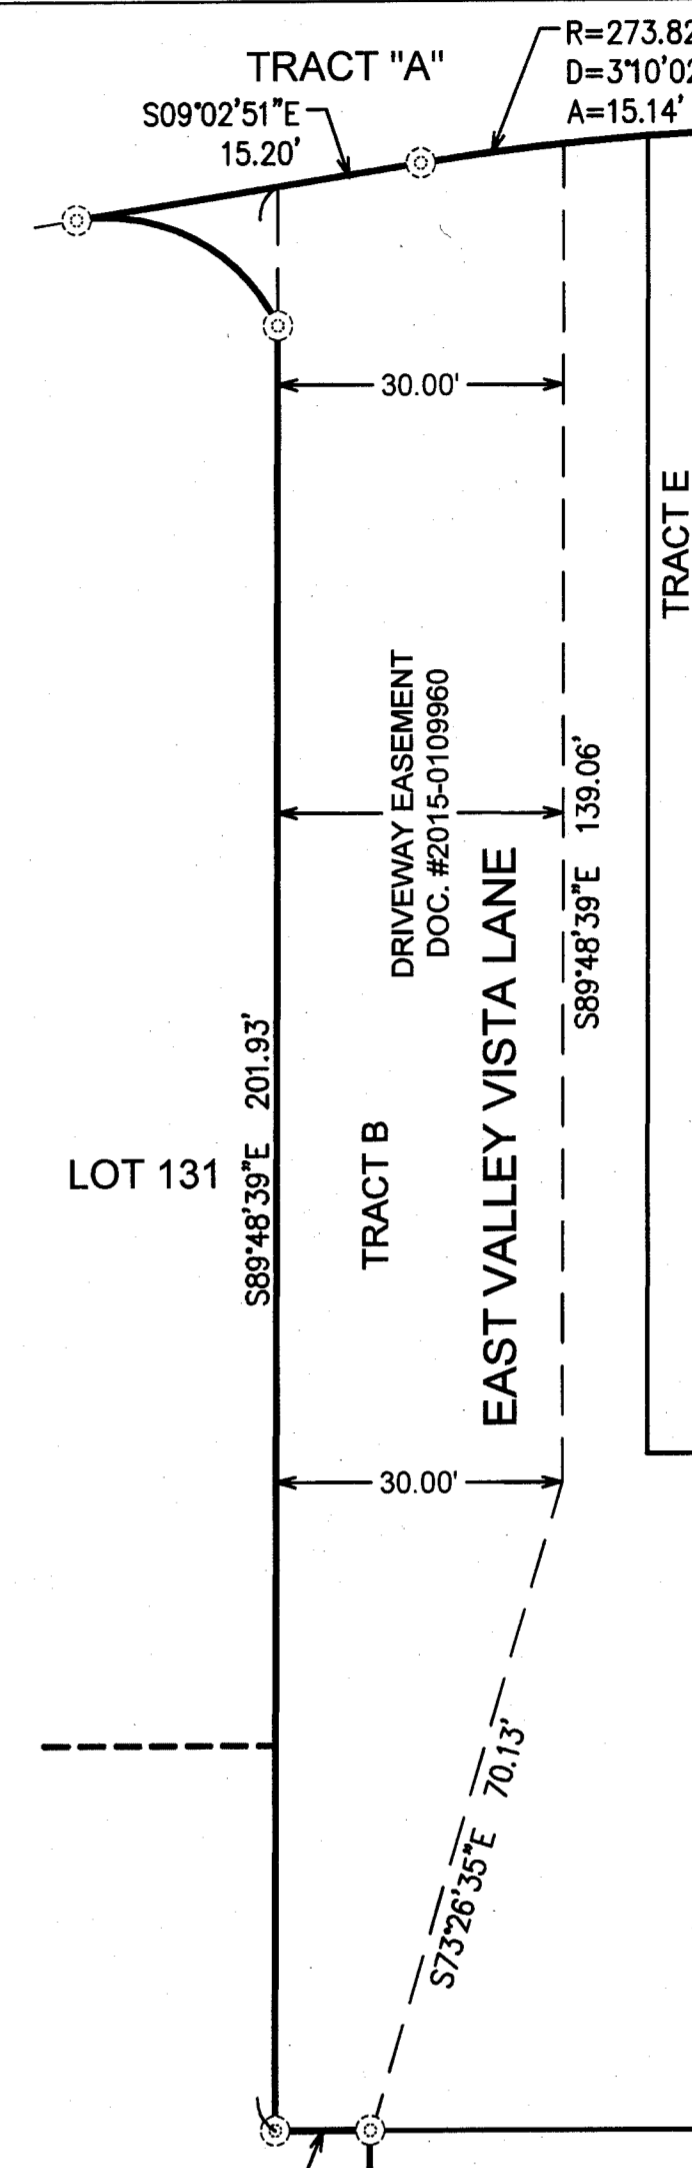 TRACT "A"
S09°02'51"E
15.20'
R=273.82
D=3°10'02
A=15.14'
30.00'
TRACT E
DRIVEWAY EASEMENT
DOC. #2015-0109960
S89°48'39"E 139.06'
EAST VALLEY VISTA LANE
S89°48'39"E 201.93'
LOT 131
TRACT B
30.00'
S73°26'35"E 70.13'